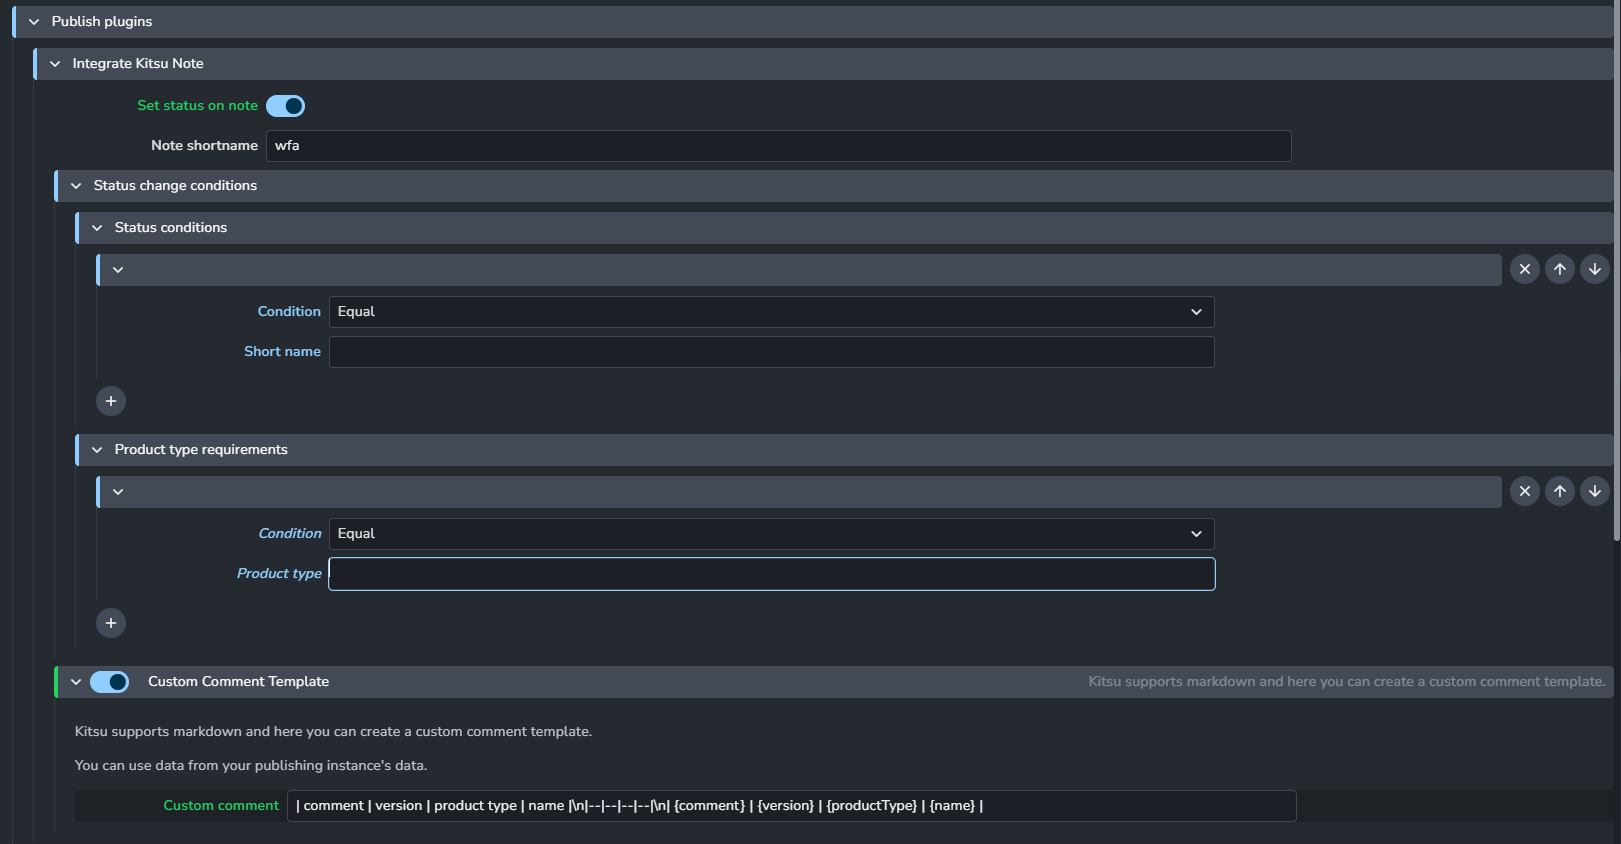 Publish plugins
Integrate Kitsu Note
Set status on note
Note shortname wfa
Status change conditions
Status conditions
Condition Equal
Short name
Product type requirements
Condition Equal
Product type
Custom Comment Template Kitsu supports markdown and here you can create a custom comment template.
Kitsu supports markdown and here you can create a custom comment template.
You can use data from your publishing instance's data.
Custom comment | comment | version | product type | name |\n|--|--|--|--|\n| {comment} | {version} | {productType} | {name} |